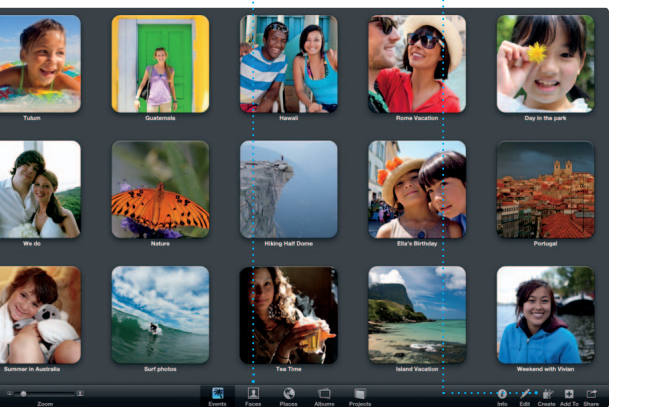 Tulum Guatemala Hawaii Rome Vacation Day in the park
We do Nature Hiking Half Dome Ella's Birthday Portugal
Summer in Australia Surf photos Tea Time Island Vacation Weekend with Vivian
Zoom Events Faces Places Albums Projects Info Edit Create Add To Share